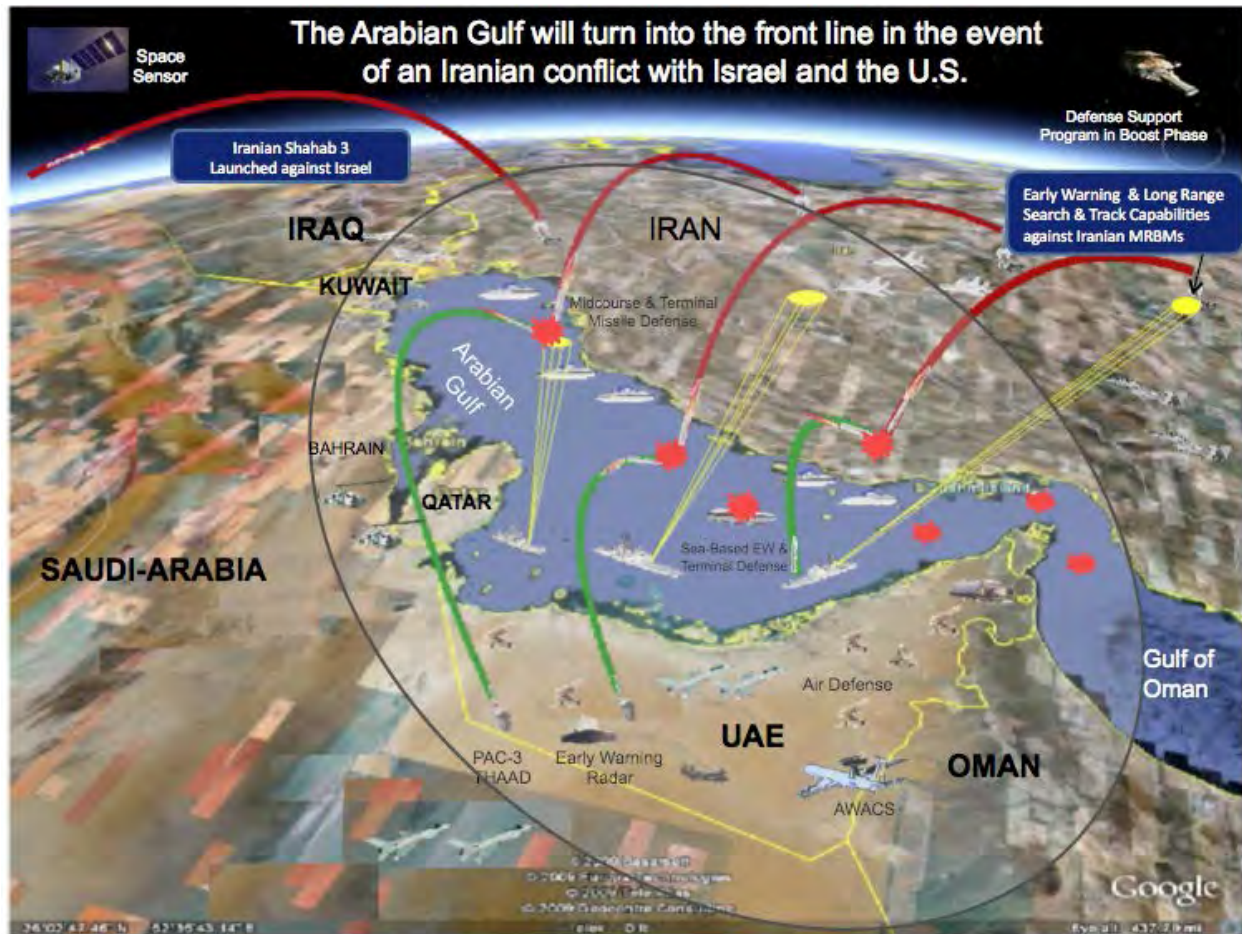 The Arabian Gulf will turn into the front line in the event
of an Iranian conflict with Israel and the U.S.
Space
Sensor
Defense Support
Program in Boost Phase
Iranian Shahab 3
Launched against Israel
Early Warning & Long Range
Search & Track Capabilities
against Iranian MRBMs
IRAQ
IRAN
KUWAIT
Midcourse & Terminal
Missile Defense
Arabian
Gulf
BAHRAIN
Bahrain
QATAR
SAUDI-ARABIA
Sea-Based EW &
Terminal Defense
Gulf of
Oman
Air Defense
UAE
OMAN
PAC-3
THAAD
Early Warning
Radar
AWACS
Google